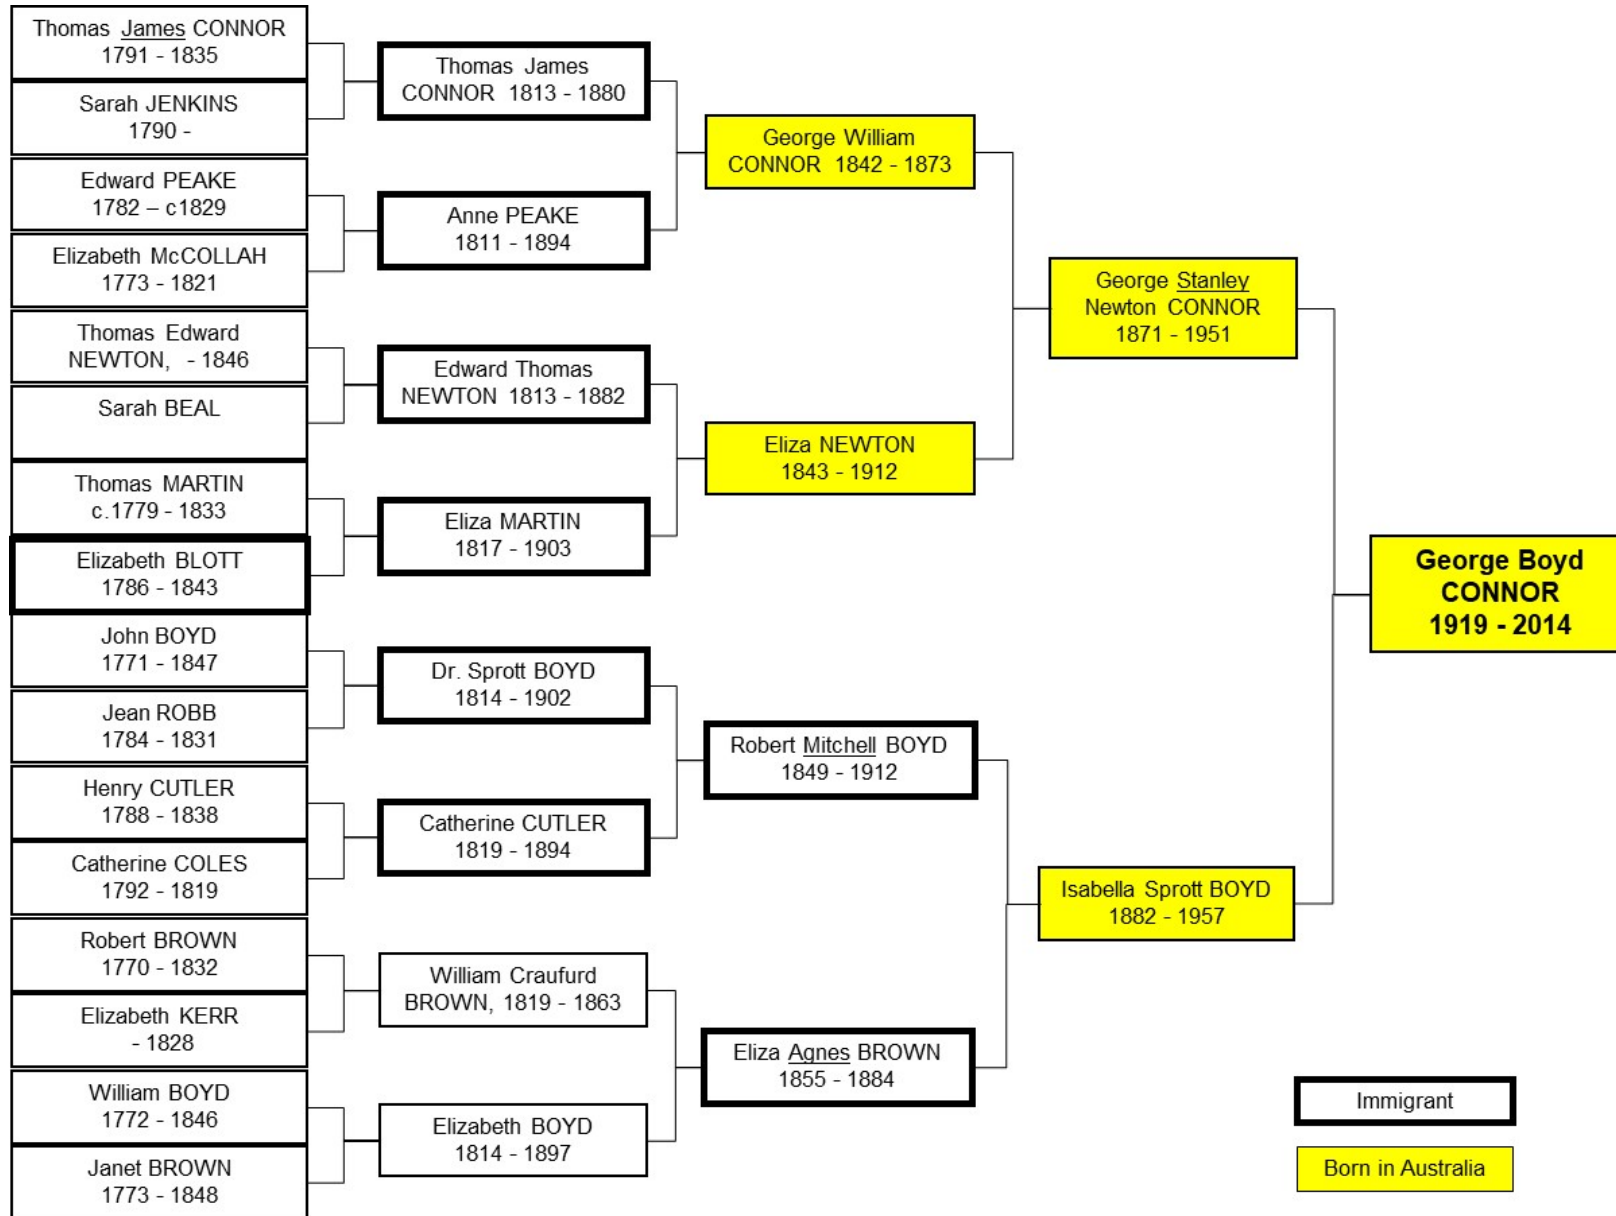 Thomas James CONNOR
1791 - 1835
Sarah JENKINS
1790 -
Edward PEAKE
1782 – c1829
Elizabeth McCOLLAH
1773 - 1821
Thomas Edward
NEWTON,   - 1846
Sarah BEAL
Thomas MARTIN
c.1779 - 1833
Elizabeth BLOTT
1786 - 1843
John BOYD
1771 - 1847
Jean ROBB
1784 - 1831
Henry CUTLER
1788 - 1838
Catherine COLES
1792 - 1819
Robert BROWN
1770 - 1832
Elizabeth KERR
- 1828
William BOYD
1772 - 1846
Janet BROWN
1773 - 1848
Thomas James
CONNOR 1813 - 1880
Anne PEAKE
1811 - 1894
Edward Thomas
NEWTON 1813 - 1882
Eliza MARTIN
1817 - 1903
Dr. Sprott BOYD
1814 - 1902
Catherine CUTLER
1819 - 1894
William Craufurd
BROWN, 1819 - 1863
Elizabeth BOYD
1814 - 1897
George William
CONNOR 1842 - 1873
Eliza NEWTON
1843 - 1912
Robert Mitchell BOYD
1849 - 1912
Eliza Agnes BROWN
1855 - 1884
George Stanley
Newton CONNOR
1871 - 1951
Isabella Sprott BOYD
1882 - 1957
George Boyd
CONNOR
1919 - 2014
Immigrant
Born in Australia